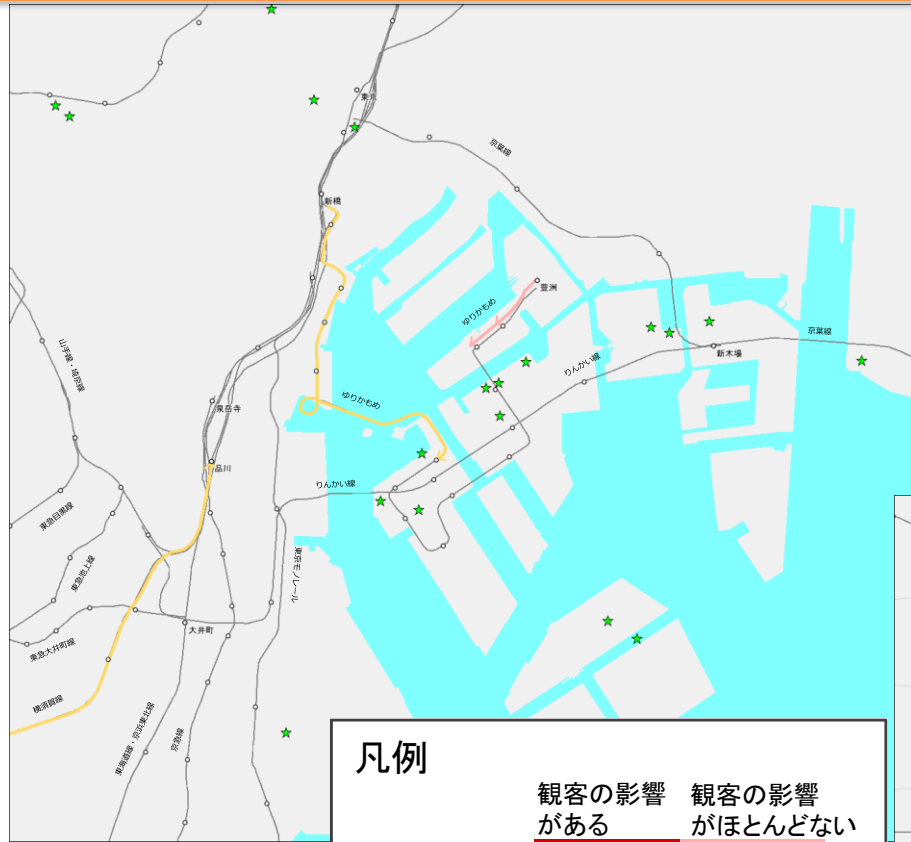 東京
京葉線
新橋
豊洲
ゆりかもめ
京葉線
りんかい線
新木場
山手線・埼京線
ゆりかもめ
泉岳寺
品川
りんかい線
東急目黒線
東急池上線
東京モノレール
大井町
東急大井町線
横須賀線
東海道線・京浜東北線
京急線
凡例
観客の影響 観客の影響
がある がほとんどない